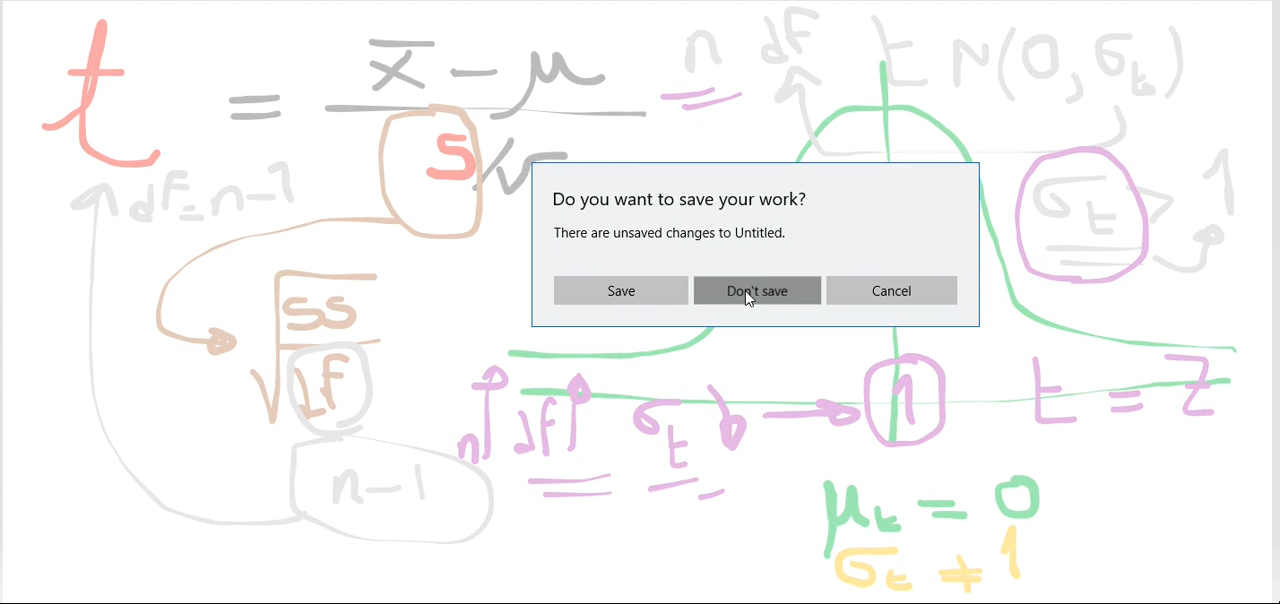 t = x̅ - μ
s/√
n df t N(0, σt)
df=n-1
σt > 1
Do you want to save your work?
There are unsaved changes to Untitled.
Save Don't save Cancel
√SS
df
n-1
n df σt → 1
t = Z
μt = 0
σt ≠ 1